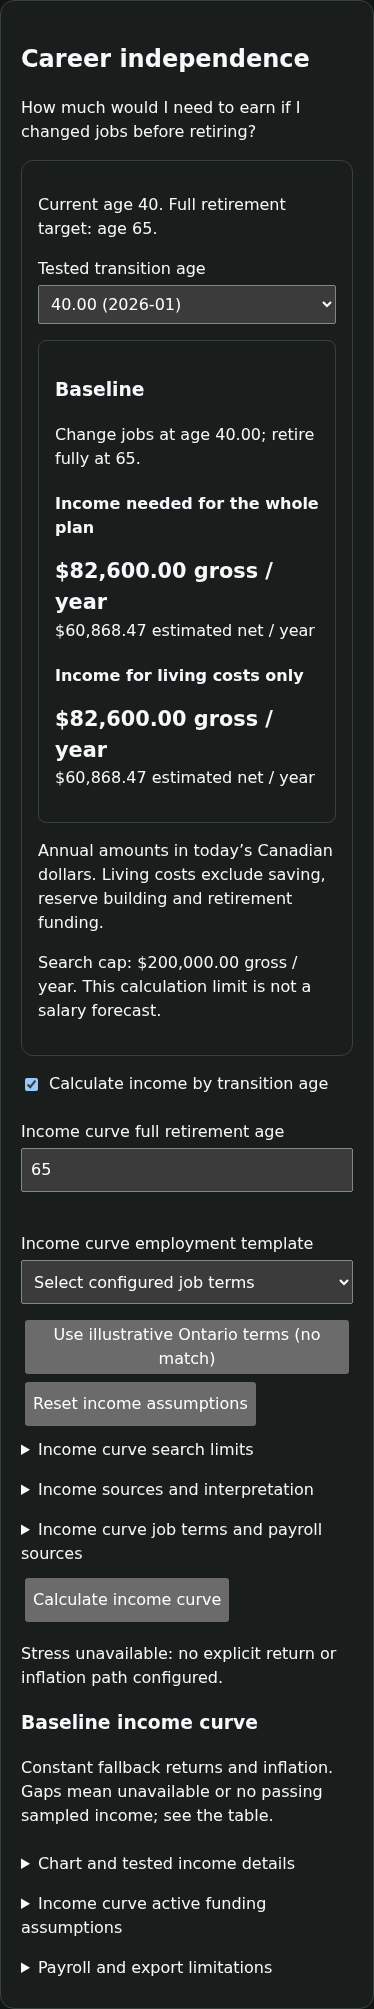 Career independence
How much would I need to earn if I
changed jobs before retiring?
Current age 40. Full retirement
target: age 65.
Tested transition age
40.00 (2026-01)
Baseline
Change jobs at age 40.00; retire
fully at 65.
Income needed for the whole
plan
$82,600.00 gross /
year
$60,868.47 estimated net / year
Income for living costs only
$82,600.00 gross /
year
$60,868.47 estimated net / year
Annual amounts in today’s Canadian
dollars. Living costs exclude saving,
reserve building and retirement
funding.
Search cap: $200,000.00 gross /
year. This calculation limit is not a
salary forecast.
Calculate income by transition age
Income curve full retirement age
65
Income curve employment template
Select configured job terms
Use illustrative Ontario terms (no
match)
Reset income assumptions
Income curve search limits
Income sources and interpretation
Income curve job terms and payroll
sources
Calculate income curve
Stress unavailable: no explicit return or
inflation path configured.
Baseline income curve
Constant fallback returns and inflation.
Gaps mean unavailable or no passing
sampled income; see the table.
Chart and tested income details
Income curve active funding
assumptions
Payroll and export limitations